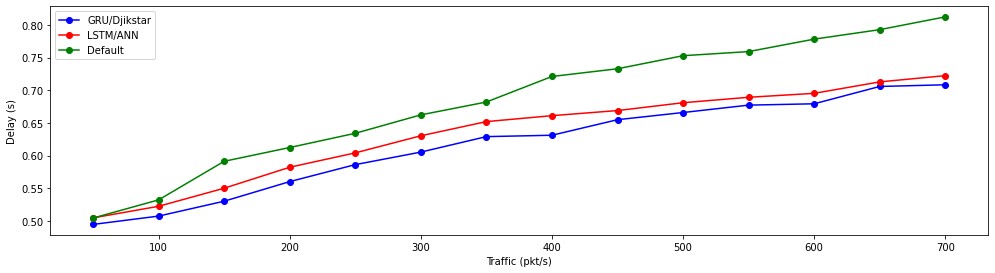 GRU/Djikstar
LSTM/ANN
Default
0.80
0.75
0.70
0.65
0.60
0.55
0.50
Delay (s)
100 200 300 400 500 600 700
Traffic (pkt/s)